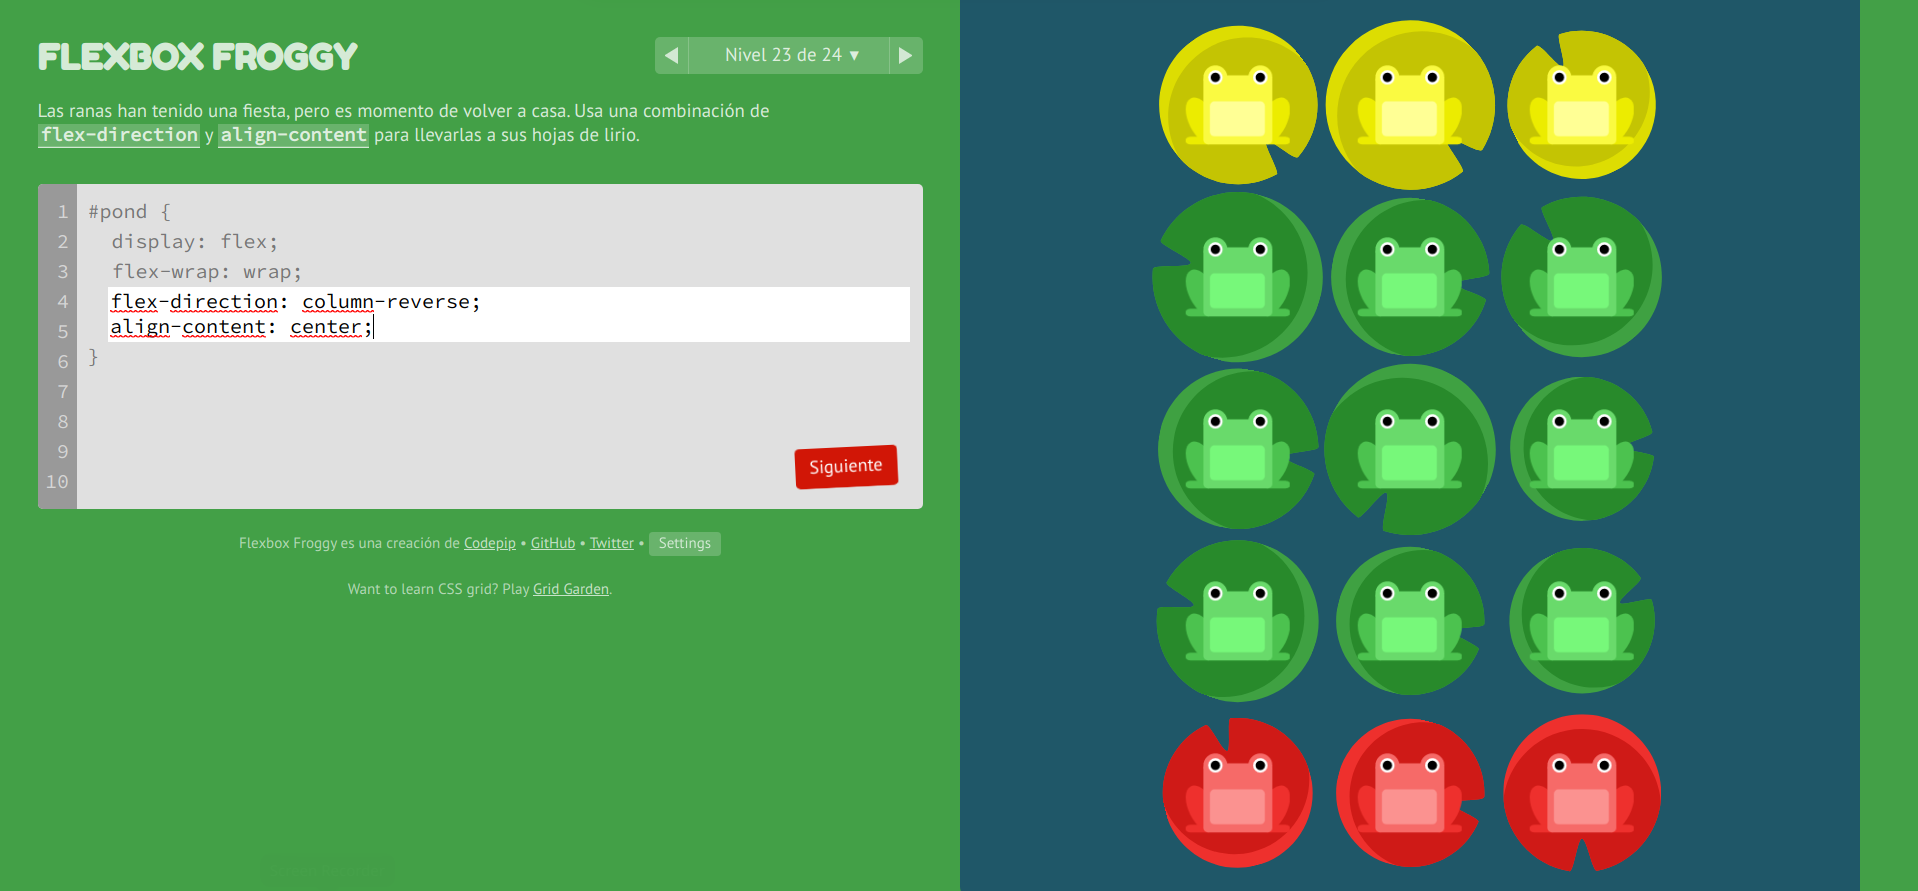 FLEXBOX FROGGY
◀ Nivel 23 de 24 ▼ ▶
Las ranas han tenido una fiesta, pero es momento de volver a casa. Usa una combinación de
flex-direction y align-content para llevarlas a sus hojas de lirio.
1 #pond {
2 display: flex;
3 flex-wrap: wrap;
4 flex-direction: column-reverse;
5 align-content: center;
6 }
7
8
9
10
Siguiente
Flexbox Froggy es una creación de Codepip • GitHub • Twitter • Settings
Want to learn CSS grid? Play Grid Garden.